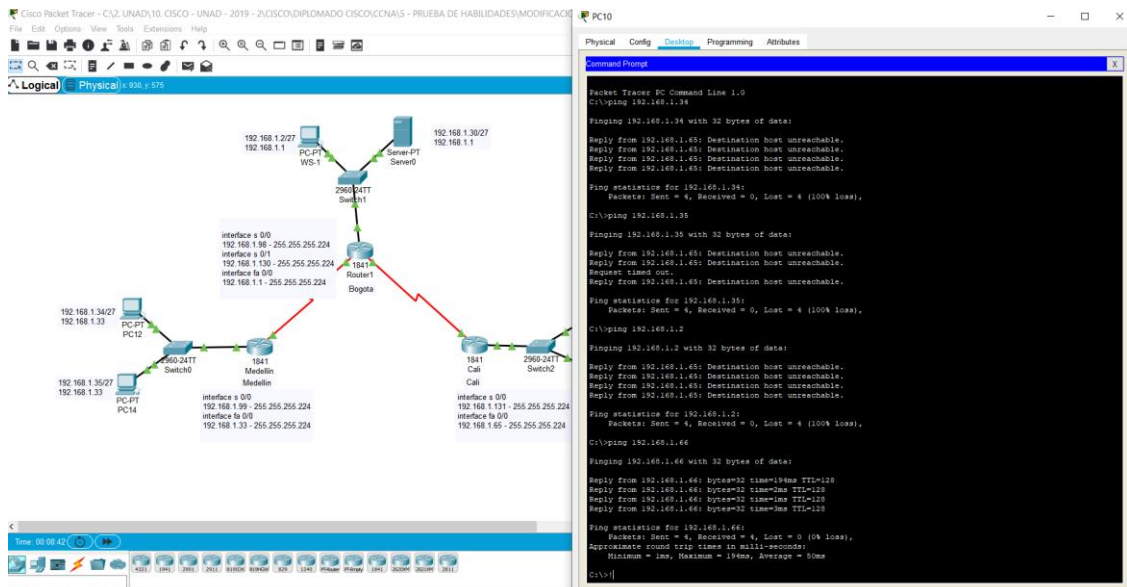 Cisco Packet Tracer - C:\2. UNAD\10. CISCO - UNAD - 2019 - 2\CISCO\DIPLOMADO CISCO\CCNA\5 - PRUEBA DE HABILIDADES\MODIFICACIÓ
File Edit Options View Tools Extensions Help
Logical Physical x: 930, y: 575
192.168.1.2/27
192.168.1.1
PC-PT
WS-1
192.168.1.30/27
192.168.1.1
Server-PT
Server0
2960-24TT
Switch1
interface s 0/0
192.168.1.98 - 255.255.255.224
interface s 0/1
192.168.1.130 - 255.255.255.224
interface fa 0/0
192.168.1.1 - 255.255.255.224
1841
Router1
Bogota
192.168.1.34/27
192.168.1.33
PC-PT
PC12
2960-24TT
Switch0
1841
Medellin
Medellin
192.168.1.35/27
192.168.1.33
PC-PT
PC14
interface s 0/0
192.168.1.99 - 255.255.255.224
interface fa 0/0
192.168.1.33 - 255.255.255.224
1841
Cali
Cali
2960-24TT
Switch2
interface s 0/0
192.168.1.131 - 255.255.255.224
interface fa 0/0
192.168.1.65 - 255.255.255.224
Time: 00:08:42
4321 1941 2901 2911 819IOX 819HGW 829 1240 PT-Router PT-Empty 1841 2620XM 2621XM 2811
PC10
Physical Config Desktop Programming Attributes
Command Prompt X
Packet Tracer PC Command Line 1.0
C:\>ping 192.168.1.34
Pinging 192.168.1.34 with 32 bytes of data:
Reply from 192.168.1.65: Destination host unreachable.
Reply from 192.168.1.65: Destination host unreachable.
Reply from 192.168.1.65: Destination host unreachable.
Reply from 192.168.1.65: Destination host unreachable.
Ping statistics for 192.168.1.34:
Packets: Sent = 4, Received = 0, Lost = 4 (100% loss),
C:\>ping 192.168.1.35
Pinging 192.168.1.35 with 32 bytes of data:
Reply from 192.168.1.65: Destination host unreachable.
Reply from 192.168.1.65: Destination host unreachable.
Request timed out.
Reply from 192.168.1.65: Destination host unreachable.
Ping statistics for 192.168.1.35:
Packets: Sent = 4, Received = 0, Lost = 4 (100% loss),
C:\>ping 192.168.1.2
Pinging 192.168.1.2 with 32 bytes of data:
Reply from 192.168.1.65: Destination host unreachable.
Reply from 192.168.1.65: Destination host unreachable.
Reply from 192.168.1.65: Destination host unreachable.
Reply from 192.168.1.65: Destination host unreachable.
Ping statistics for 192.168.1.2:
Packets: Sent = 4, Received = 0, Lost = 4 (100% loss),
C:\>ping 192.168.1.66
Pinging 192.168.1.66 with 32 bytes of data:
Reply from 192.168.1.66: bytes=32 time=194ms TTL=128
Reply from 192.168.1.66: bytes=32 time=2ms TTL=128
Reply from 192.168.1.66: bytes=32 time=1ms TTL=128
Reply from 192.168.1.66: bytes=32 time=3ms TTL=128
Ping statistics for 192.168.1.66:
Packets: Sent = 4, Received = 4, Lost = 0 (0% loss),
Approximate round trip times in milli-seconds:
Minimum = 1ms, Maximum = 194ms, Average = 50ms
C:\>